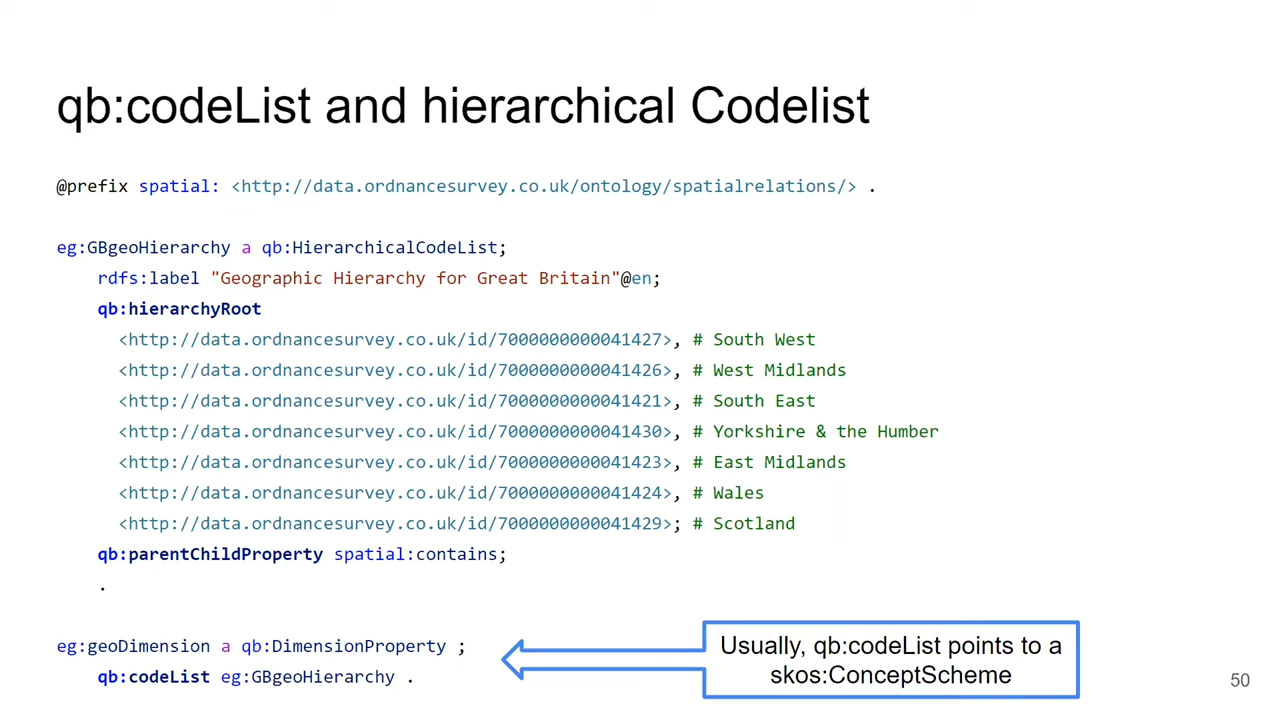 qb:codeList and hierarchical Codelist
@prefix spatial: <http://data.ordnancesurvey.co.uk/ontology/spatialrelations/> .
eg:GBgeoHierarchy a qb:HierarchicalCodeList;
rdfs:label "Geographic Hierarchy for Great Britain"@en;
qb:hierarchyRoot
<http://data.ordnancesurvey.co.uk/id/7000000000041427>, # South West
<http://data.ordnancesurvey.co.uk/id/7000000000041426>, # West Midlands
<http://data.ordnancesurvey.co.uk/id/7000000000041421>, # South East
<http://data.ordnancesurvey.co.uk/id/7000000000041430>, # Yorkshire & the Humber
<http://data.ordnancesurvey.co.uk/id/7000000000041423>, # East Midlands
<http://data.ordnancesurvey.co.uk/id/7000000000041424>, # Wales
<http://data.ordnancesurvey.co.uk/id/7000000000041429>; # Scotland
qb:parentChildProperty spatial:contains;
.
eg:geoDimension a qb:DimensionProperty ;
qb:codeList eg:GBgeoHierarchy .
Usually, qb:codeList points to a
skos:ConceptScheme
50